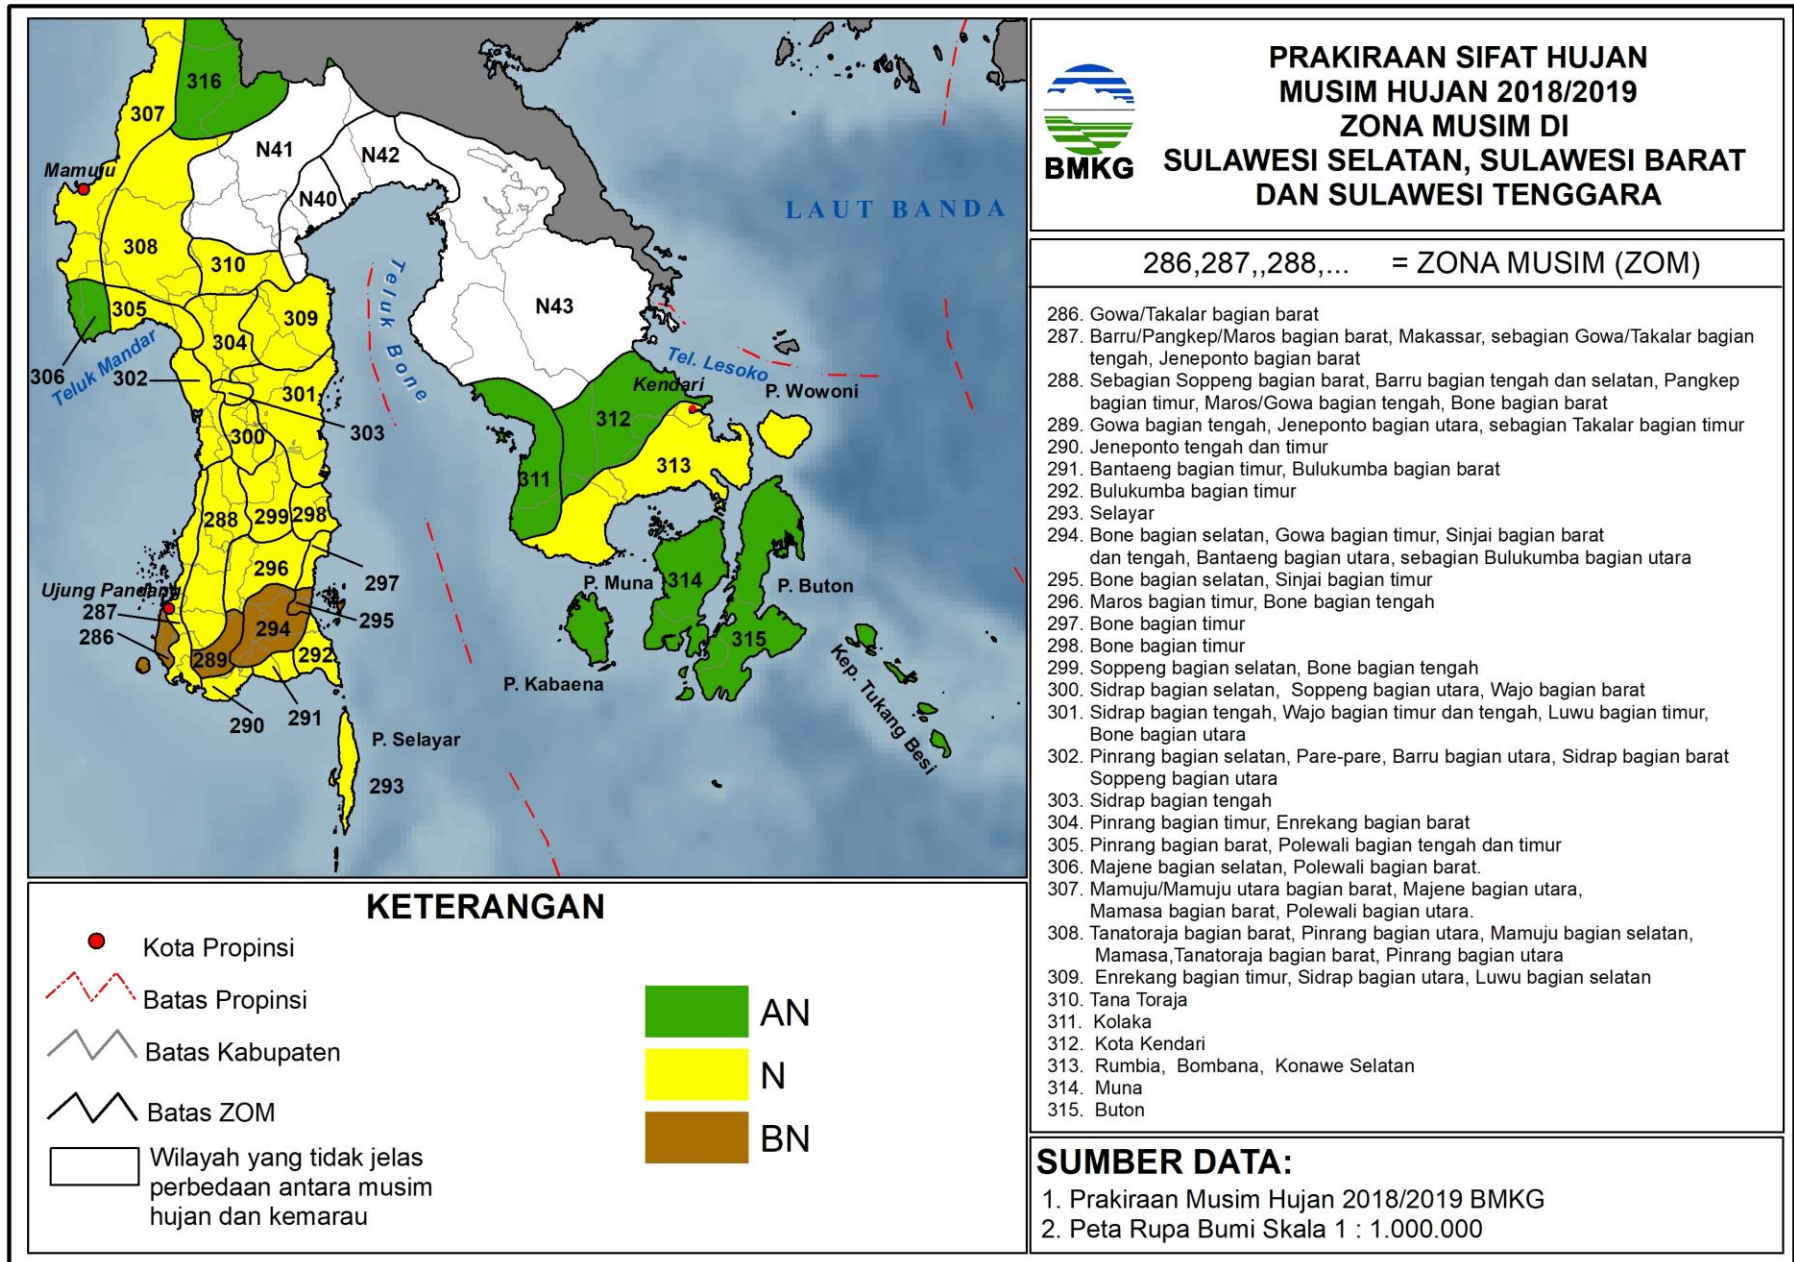 316
307
N41
N42
Mamuju
N40
LAUT BANDA
308
310
Teluk Bone
N43
305
309
304
306
Teluk Mandar
302
Tel. Lesoko
Kendari
P. Wowoni
301
312
303
300
313
311
288
299
298
296
297
P. Muna
314
P. Buton
Ujung Pandang
287
295
286
294
315
289
292
Kep. Tukang Besi
P. Kabaena
290
291
P. Selayar
293
BMKG
PRAKIRAAN SIFAT HUJAN
MUSIM HUJAN 2018/2019
ZONA MUSIM DI
SULAWESI SELATAN, SULAWESI BARAT
DAN SULAWESI TENGGARA
286,287,,288,... = ZONA MUSIM (ZOM)
286. Gowa/Takalar bagian barat
287. Barru/Pangkep/Maros bagian barat, Makassar, sebagian Gowa/Takalar bagian
tengah, Jeneponto bagian barat
288. Sebagian Soppeng bagian barat, Barru bagian tengah dan selatan, Pangkep
bagian timur, Maros/Gowa bagian tengah, Bone bagian barat
289. Gowa bagian tengah, Jeneponto bagian utara, sebagian Takalar bagian timur
290. Jeneponto tengah dan timur
291. Bantaeng bagian timur, Bulukumba bagian barat
292. Bulukumba bagian timur
293. Selayar
294. Bone bagian selatan, Gowa bagian timur, Sinjai bagian barat
dan tengah, Bantaeng bagian utara, sebagian Bulukumba bagian utara
295. Bone bagian selatan, Sinjai bagian timur
296. Maros bagian timur, Bone bagian tengah
297. Bone bagian timur
298. Bone bagian timur
299. Soppeng bagian selatan, Bone bagian tengah
300. Sidrap bagian selatan, Soppeng bagian utara, Wajo bagian barat
301. Sidrap bagian tengah, Wajo bagian timur dan tengah, Luwu bagian timur,
Bone bagian utara
302. Pinrang bagian selatan, Pare-pare, Barru bagian utara, Sidrap bagian barat
Soppeng bagian utara
303. Sidrap bagian tengah
304. Pinrang bagian timur, Enrekang bagian barat
305. Pinrang bagian barat, Polewali bagian tengah dan timur
306. Majene bagian selatan, Polewali bagian barat.
307. Mamuju/Mamuju utara bagian barat, Majene bagian utara,
Mamasa bagian barat, Polewali bagian utara.
308. Tanatoraja bagian barat, Pinrang bagian utara, Mamuju bagian selatan,
Mamasa,Tanatoraja bagian barat, Pinrang bagian utara
309. Enrekang bagian timur, Sidrap bagian utara, Luwu bagian selatan
310. Tana Toraja
311. Kolaka
312. Kota Kendari
313. Rumbia, Bombana, Konawe Selatan
314. Muna
315. Buton
KETERANGAN
Kota Propinsi
Batas Propinsi
Batas Kabupaten
Batas ZOM
Wilayah yang tidak jelas
perbedaan antara musim
hujan dan kemarau
AN
N
BN
SUMBER DATA:
1. Prakiraan Musim Hujan 2018/2019 BMKG
2. Peta Rupa Bumi Skala 1 : 1.000.000